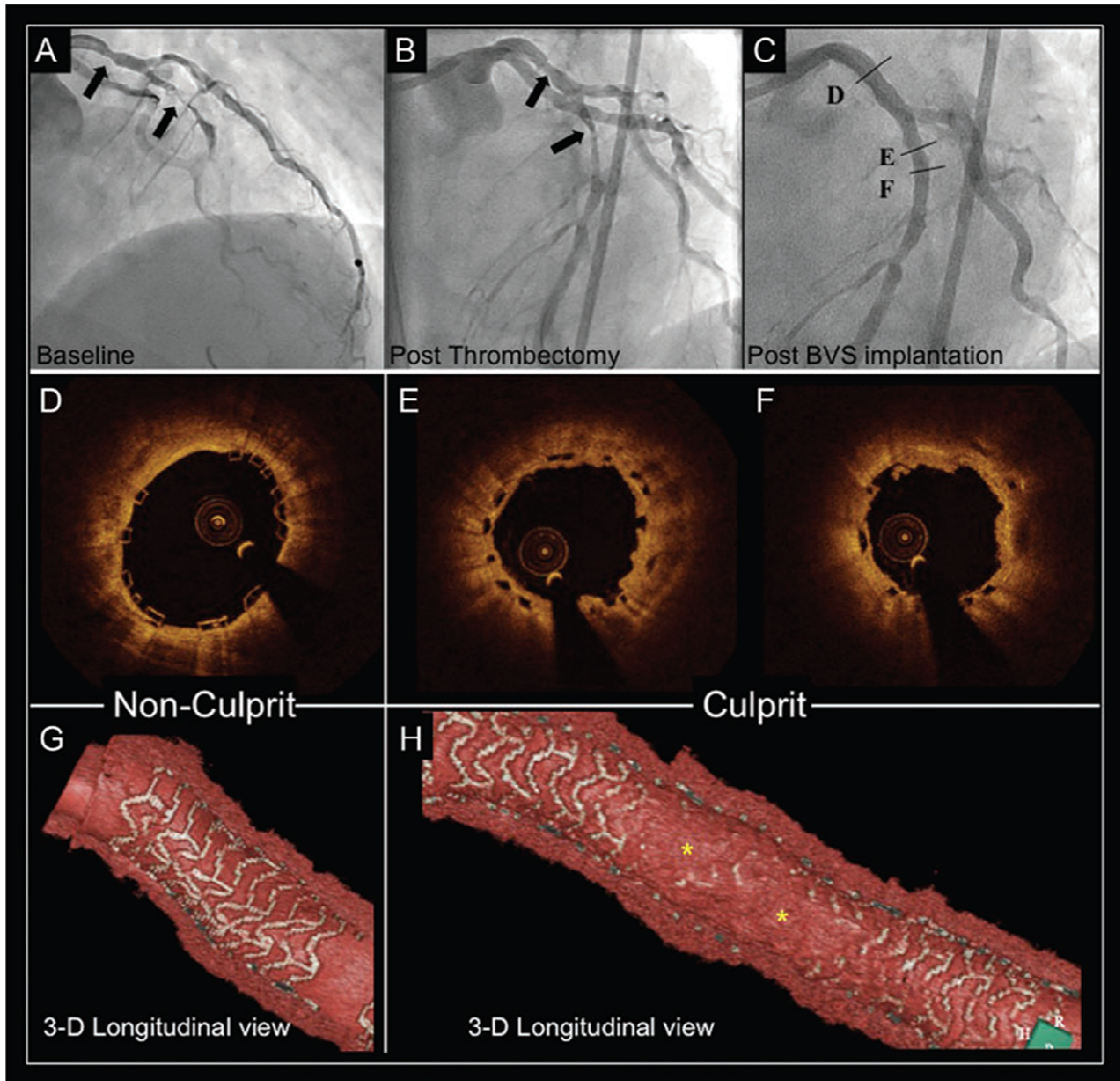 A
B
C
D
E
F
Baseline
Post Thrombectomy
Post BVS implantation
D
E
F
Non-Culprit
Culprit
G
H
*
*
3-D Longitudinal view
3-D Longitudinal view
H
R